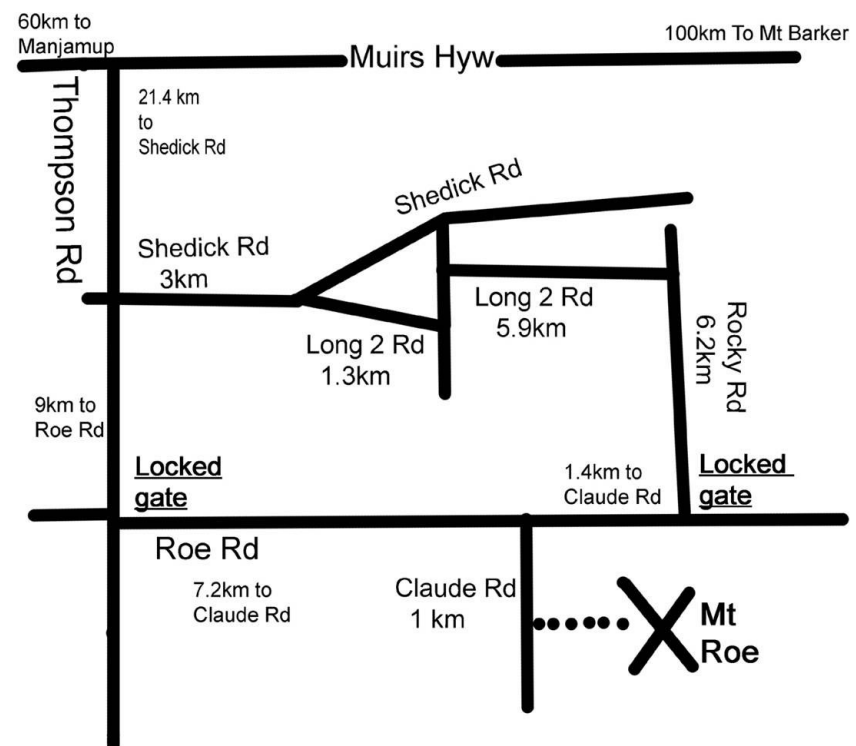 60km to
Manjamup
Muirs Hyw
100km To Mt Barker
Thompson Rd
21.4 km
to
Shedick Rd
Shedick Rd
Shedick Rd
3km
Long 2 Rd
5.9km
Long 2 Rd
1.3km
Rocky Rd
6.2km
9km to
Roe Rd
Locked
gate
1.4km to
Claude Rd
Locked
gate
Roe Rd
7.2km to
Claude Rd
Claude Rd
1 km
Mt
Roe